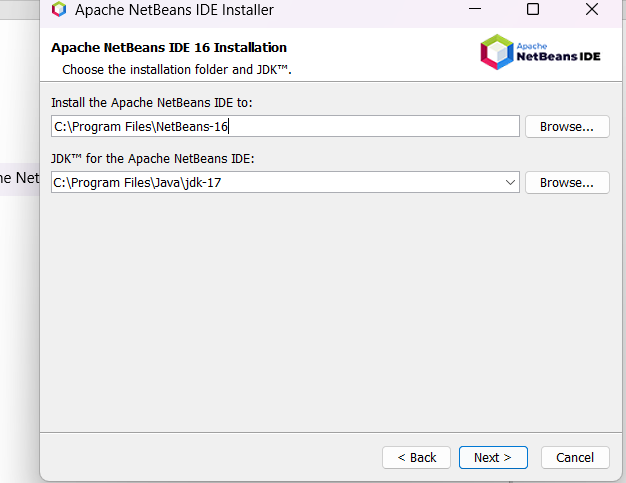 Apache NetBeans IDE Installer
Apache NetBeans IDE 16 Installation
Choose the installation folder and JDK™.
Apache
NetBeans IDE
Install the Apache NetBeans IDE to:
C:\Program Files\NetBeans-16
Browse...
JDK™ for the Apache NetBeans IDE:
he Net
C:\Program Files\Java\jdk-17
Browse...
< Back
Next >
Cancel